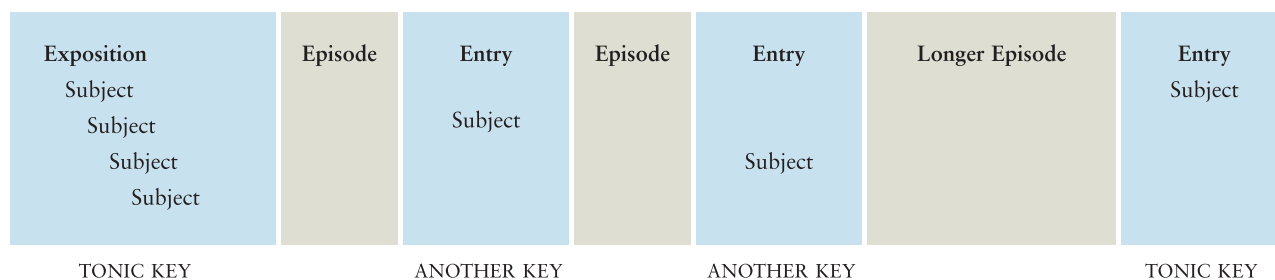 Exposition
Subject
Subject
Subject
Subject
TONIC KEY
Episode
Entry
Subject
ANOTHER KEY
Episode
Entry
Subject
ANOTHER KEY
Longer Episode
Entry
Subject
TONIC KEY